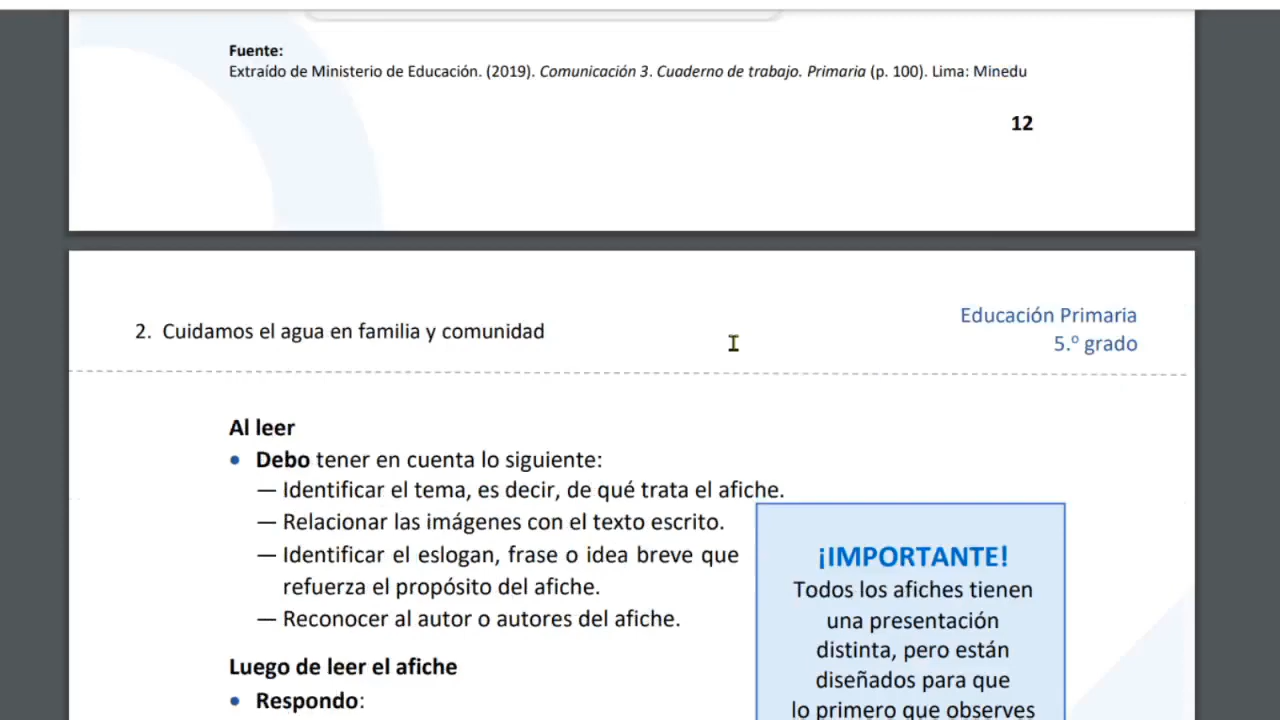 Fuente:
Extraído de Ministerio de Educación. (2019). Comunicación 3. Cuaderno de trabajo. Primaria (p. 100). Lima: Minedu
12
2. Cuidamos el agua en familia y comunidad
Educación Primaria
5.º grado
Al leer
• Debo tener en cuenta lo siguiente:
— Identificar el tema, es decir, de qué trata el afiche.
— Relacionar las imágenes con el texto escrito.
— Identificar el eslogan, frase o idea breve que
refuerza el propósito del afiche.
— Reconocer al autor o autores del afiche.
Luego de leer el afiche
• Respondo:
¡IMPORTANTE!
Todos los afiches tienen
una presentación
distinta, pero están
diseñados para que
lo primero que observes